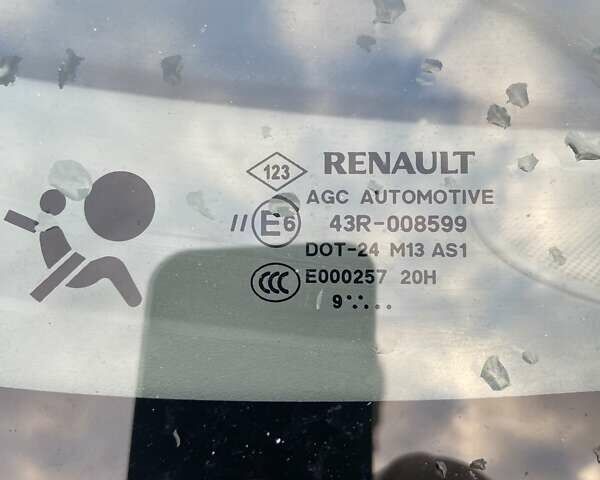 123 RENAULT
AGC AUTOMOTIVE
// E6 43R-008599
DOT-24 M13 AS1
CCC E000257 20H
9